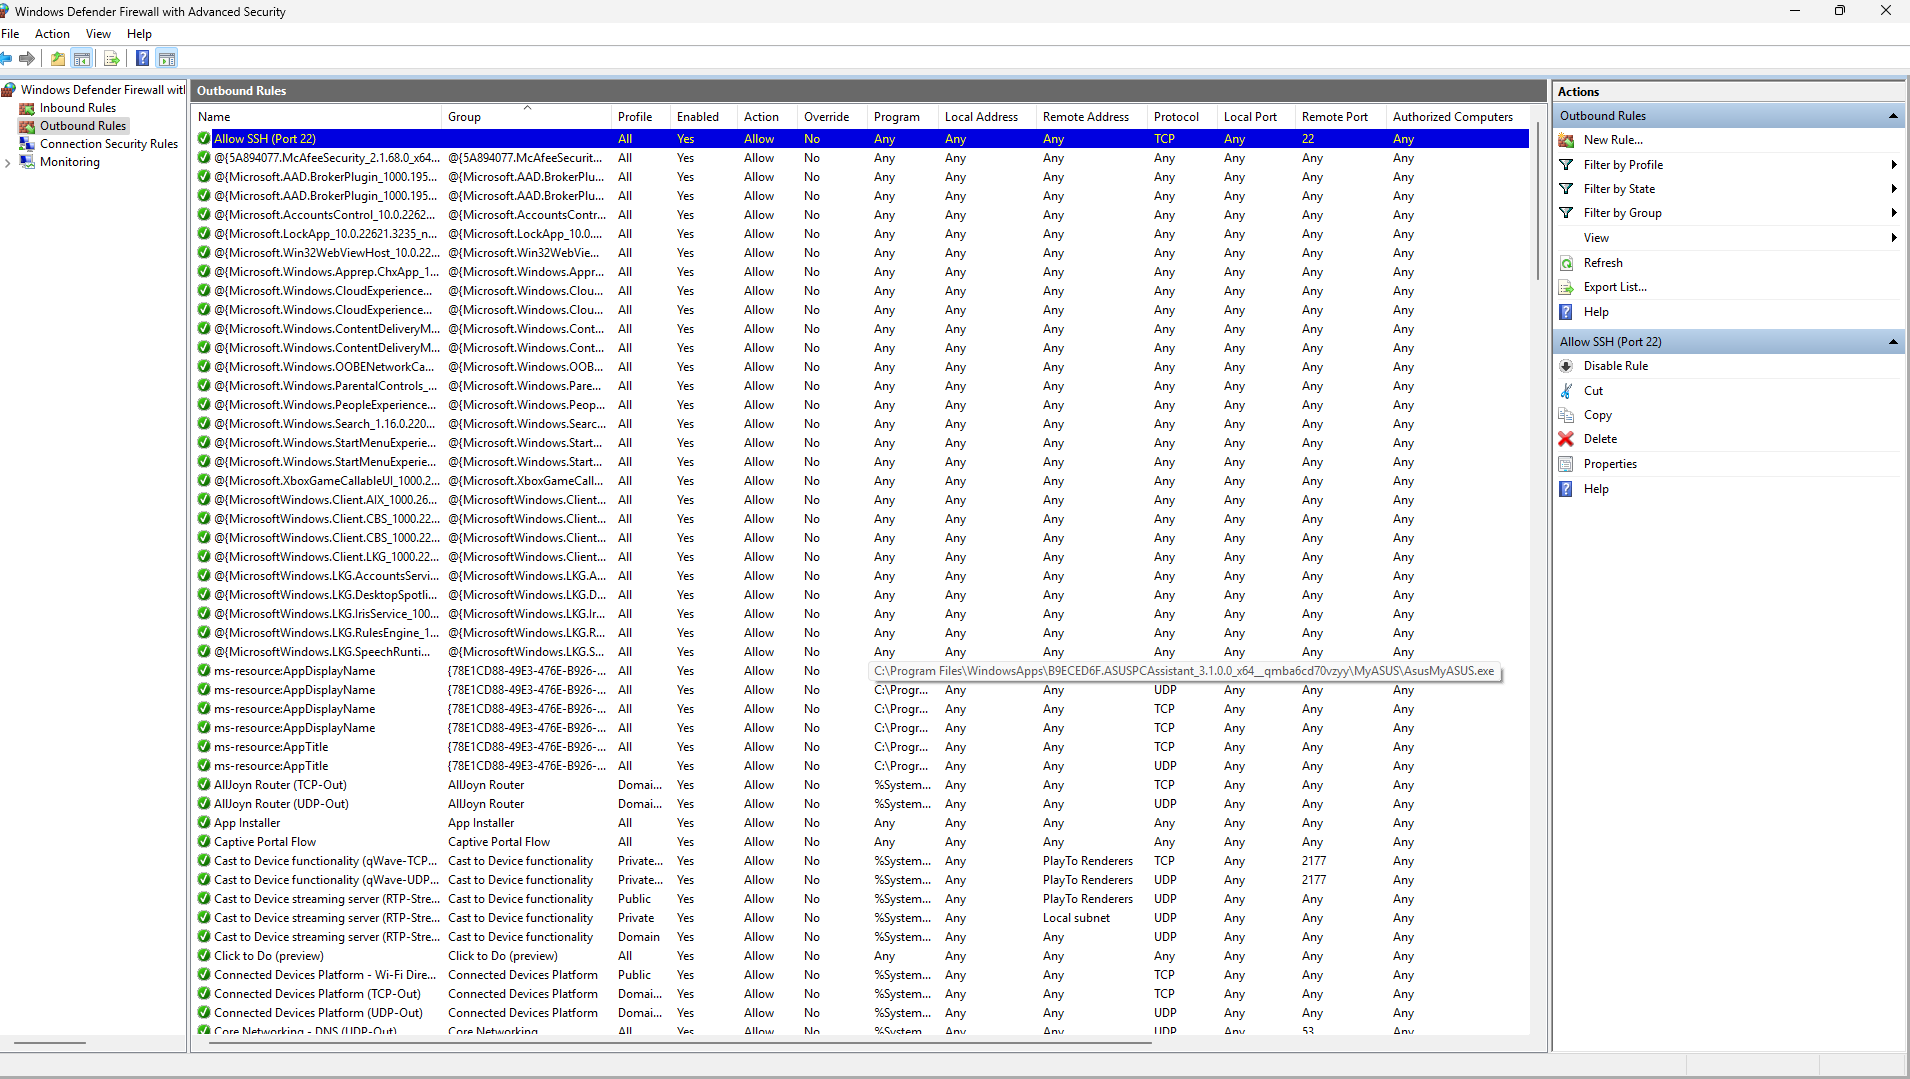 Windows Defender Firewall with Advanced Security
File Action View Help
Windows Defender Firewall wit
Inbound Rules
Outbound Rules
Connection Security Rules
Monitoring
Outbound Rules
Name Group Profile Enabled Action Override Program Local Address Remote Address Protocol Local Port Remote Port Authorized Computers
Allow SSH (Port 22) All Yes Allow No Any Any Any TCP Any 22 Any
@{5A894077.McAfeeSecurity_2.1.68.0_x64... @{5A894077.McAfeeSecurit... All Yes Allow No Any Any Any Any Any Any Any
@{Microsoft.AAD.BrokerPlugin_1000.195... @{Microsoft.AAD.BrokerPlu... All Yes Allow No Any Any Any Any Any Any Any
@{Microsoft.AAD.BrokerPlugin_1000.195... @{Microsoft.AAD.BrokerPlu... All Yes Allow No Any Any Any Any Any Any Any
@{Microsoft.AccountsControl_10.0.2262... @{Microsoft.AccountsContr... All Yes Allow No Any Any Any Any Any Any Any
@{Microsoft.LockApp_10.0.22621.3235_n... @{Microsoft.LockApp_10.0.... All Yes Allow No Any Any Any Any Any Any Any
@{Microsoft.Win32WebViewHost_10.0.22... @{Microsoft.Win32WebVie... All Yes Allow No Any Any Any Any Any Any Any
@{Microsoft.Windows.Apprep.ChxApp_1... @{Microsoft.Windows.Appr... All Yes Allow No Any Any Any Any Any Any Any
@{Microsoft.Windows.CloudExperience... @{Microsoft.Windows.Clou... All Yes Allow No Any Any Any Any Any Any Any
@{Microsoft.Windows.CloudExperience... @{Microsoft.Windows.Clou... All Yes Allow No Any Any Any Any Any Any Any
@{Microsoft.Windows.ContentDeliveryM... @{Microsoft.Windows.Cont... All Yes Allow No Any Any Any Any Any Any Any
@{Microsoft.Windows.ContentDeliveryM... @{Microsoft.Windows.Cont... All Yes Allow No Any Any Any Any Any Any Any
@{Microsoft.Windows.OOBENetworkCa... @{Microsoft.Windows.OOB... All Yes Allow No Any Any Any Any Any Any Any
@{Microsoft.Windows.ParentalControls_... @{Microsoft.Windows.Pare... All Yes Allow No Any Any Any Any Any Any Any
@{Microsoft.Windows.PeopleExperience... @{Microsoft.Windows.Peop... All Yes Allow No Any Any Any Any Any Any Any
@{Microsoft.Windows.Search_1.16.0.220... @{Microsoft.Windows.Searc... All Yes Allow No Any Any Any Any Any Any Any
@{Microsoft.Windows.StartMenuExperie... @{Microsoft.Windows.Start... All Yes Allow No Any Any Any Any Any Any Any
@{Microsoft.Windows.StartMenuExperie... @{Microsoft.Windows.Start... All Yes Allow No Any Any Any Any Any Any Any
@{Microsoft.XboxGameCallableUI_1000.2... @{Microsoft.XboxGameCall... All Yes Allow No Any Any Any Any Any Any Any
@{MicrosoftWindows.Client.AIX_1000.26... @{MicrosoftWindows.Client... All Yes Allow No Any Any Any Any Any Any Any
@{MicrosoftWindows.Client.CBS_1000.22... @{MicrosoftWindows.Client... All Yes Allow No Any Any Any Any Any Any Any
@{MicrosoftWindows.Client.CBS_1000.22... @{MicrosoftWindows.Client... All Yes Allow No Any Any Any Any Any Any Any
@{MicrosoftWindows.Client.LKG_1000.22... @{MicrosoftWindows.Client... All Yes Allow No Any Any Any Any Any Any Any
@{MicrosoftWindows.LKG.AccountsServi... @{MicrosoftWindows.LKG.A... All Yes Allow No Any Any Any Any Any Any Any
@{MicrosoftWindows.LKG.DesktopSpotli... @{MicrosoftWindows.LKG.D... All Yes Allow No Any Any Any Any Any Any Any
@{MicrosoftWindows.LKG.IrisService_100... @{MicrosoftWindows.LKG.Ir... All Yes Allow No Any Any Any Any Any Any Any
@{MicrosoftWindows.LKG.RulesEngine_1... @{MicrosoftWindows.LKG.R... All Yes Allow No Any Any Any Any Any Any Any
@{MicrosoftWindows.LKG.SpeechRunti... @{MicrosoftWindows.LKG.S... All Yes Allow No Any Any Any Any Any Any Any
ms-resource:AppDisplayName {78E1CD88-49E3-476E-B926-... All Yes Allow No C:\Program Files\WindowsApps\B9ECED6F.ASUSPCAssistant_3.1.0.0_x64__qmba6cd70vzyy\MyASUS\AsusMyASUS.exe
ms-resource:AppDisplayName {78E1CD88-49E3-476E-B926-... All Yes Allow No C:\Progr... Any Any UDP Any Any Any
ms-resource:AppDisplayName {78E1CD88-49E3-476E-B926-... All Yes Allow No C:\Progr... Any Any TCP Any Any Any
ms-resource:AppDisplayName {78E1CD88-49E3-476E-B926-... All Yes Allow No C:\Progr... Any Any TCP Any Any Any
ms-resource:AppTitle {78E1CD88-49E3-476E-B926-... All Yes Allow No C:\Progr... Any Any TCP Any Any Any
ms-resource:AppTitle {78E1CD88-49E3-476E-B926-... All Yes Allow No C:\Progr... Any Any UDP Any Any Any
AllJoyn Router (TCP-Out) AllJoyn Router Domai... Yes Allow No %System... Any Any TCP Any Any Any
AllJoyn Router (UDP-Out) AllJoyn Router Domai... Yes Allow No %System... Any Any UDP Any Any Any
App Installer App Installer All Yes Allow No Any Any Any Any Any Any Any
Captive Portal Flow Captive Portal Flow All Yes Allow No Any Any Any Any Any Any Any
Cast to Device functionality (qWave-TCP... Cast to Device functionality Private... Yes Allow No %System... Any PlayTo Renderers TCP Any 2177 Any
Cast to Device functionality (qWave-UDP... Cast to Device functionality Private... Yes Allow No %System... Any PlayTo Renderers UDP Any 2177 Any
Cast to Device streaming server (RTP-Stre... Cast to Device functionality Public Yes Allow No %System... Any PlayTo Renderers UDP Any Any Any
Cast to Device streaming server (RTP-Stre... Cast to Device functionality Private Yes Allow No %System... Any Local subnet UDP Any Any Any
Cast to Device streaming server (RTP-Stre... Cast to Device functionality Domain Yes Allow No %System... Any Any UDP Any Any Any
Click to Do (preview) Click to Do (preview) All Yes Allow No Any Any Any Any Any Any Any
Connected Devices Platform - Wi-Fi Dire... Connected Devices Platform Public Yes Allow No %System... Any Any TCP Any Any Any
Connected Devices Platform (TCP-Out) Connected Devices Platform Domai... Yes Allow No %System... Any Any TCP Any Any Any
Connected Devices Platform (UDP-Out) Connected Devices Platform Domai... Yes Allow No %System... Any Any UDP Any Any Any
Core Networking - DNS (UDP-Out) Core Networking All Yes Allow No %System Any Any UDP Any 53 Any
Actions
Outbound Rules
New Rule...
Filter by Profile
Filter by State
Filter by Group
View
Refresh
Export List...
Help
Allow SSH (Port 22)
Disable Rule
Cut
Copy
Delete
Properties
Help